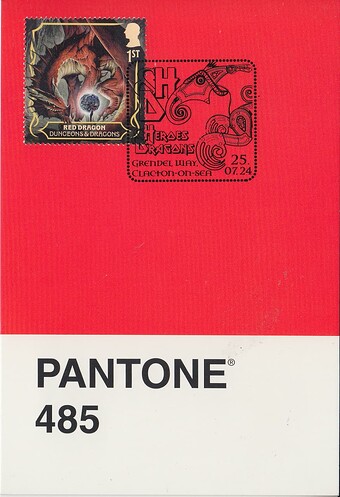 1ST
RED DRAGON
DUNGEONS & DRAGONS
HEROES
DRAGONS
GRENDEL WAY,
CLACTON-ON-SEA
25.
07.24
PANTONE®
485